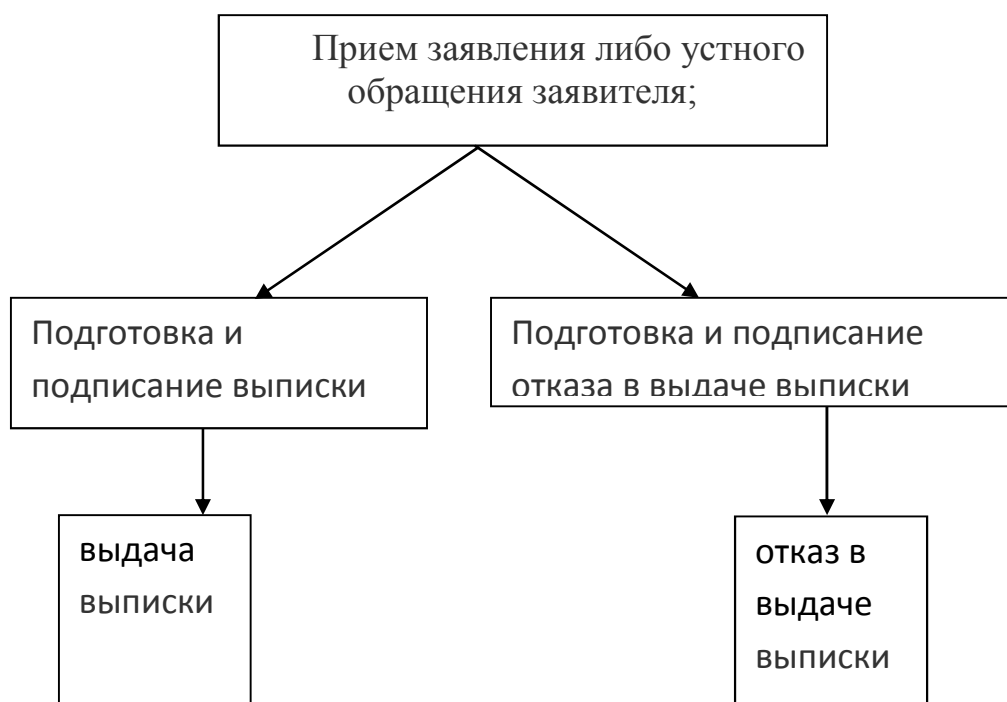 Прием заявления либо устного
обращения заявителя;
Подготовка и
подписание выписки
Подготовка и подписание
отказа в выдаче выписки
выдача
выписки
отказ в
выдаче
выписки